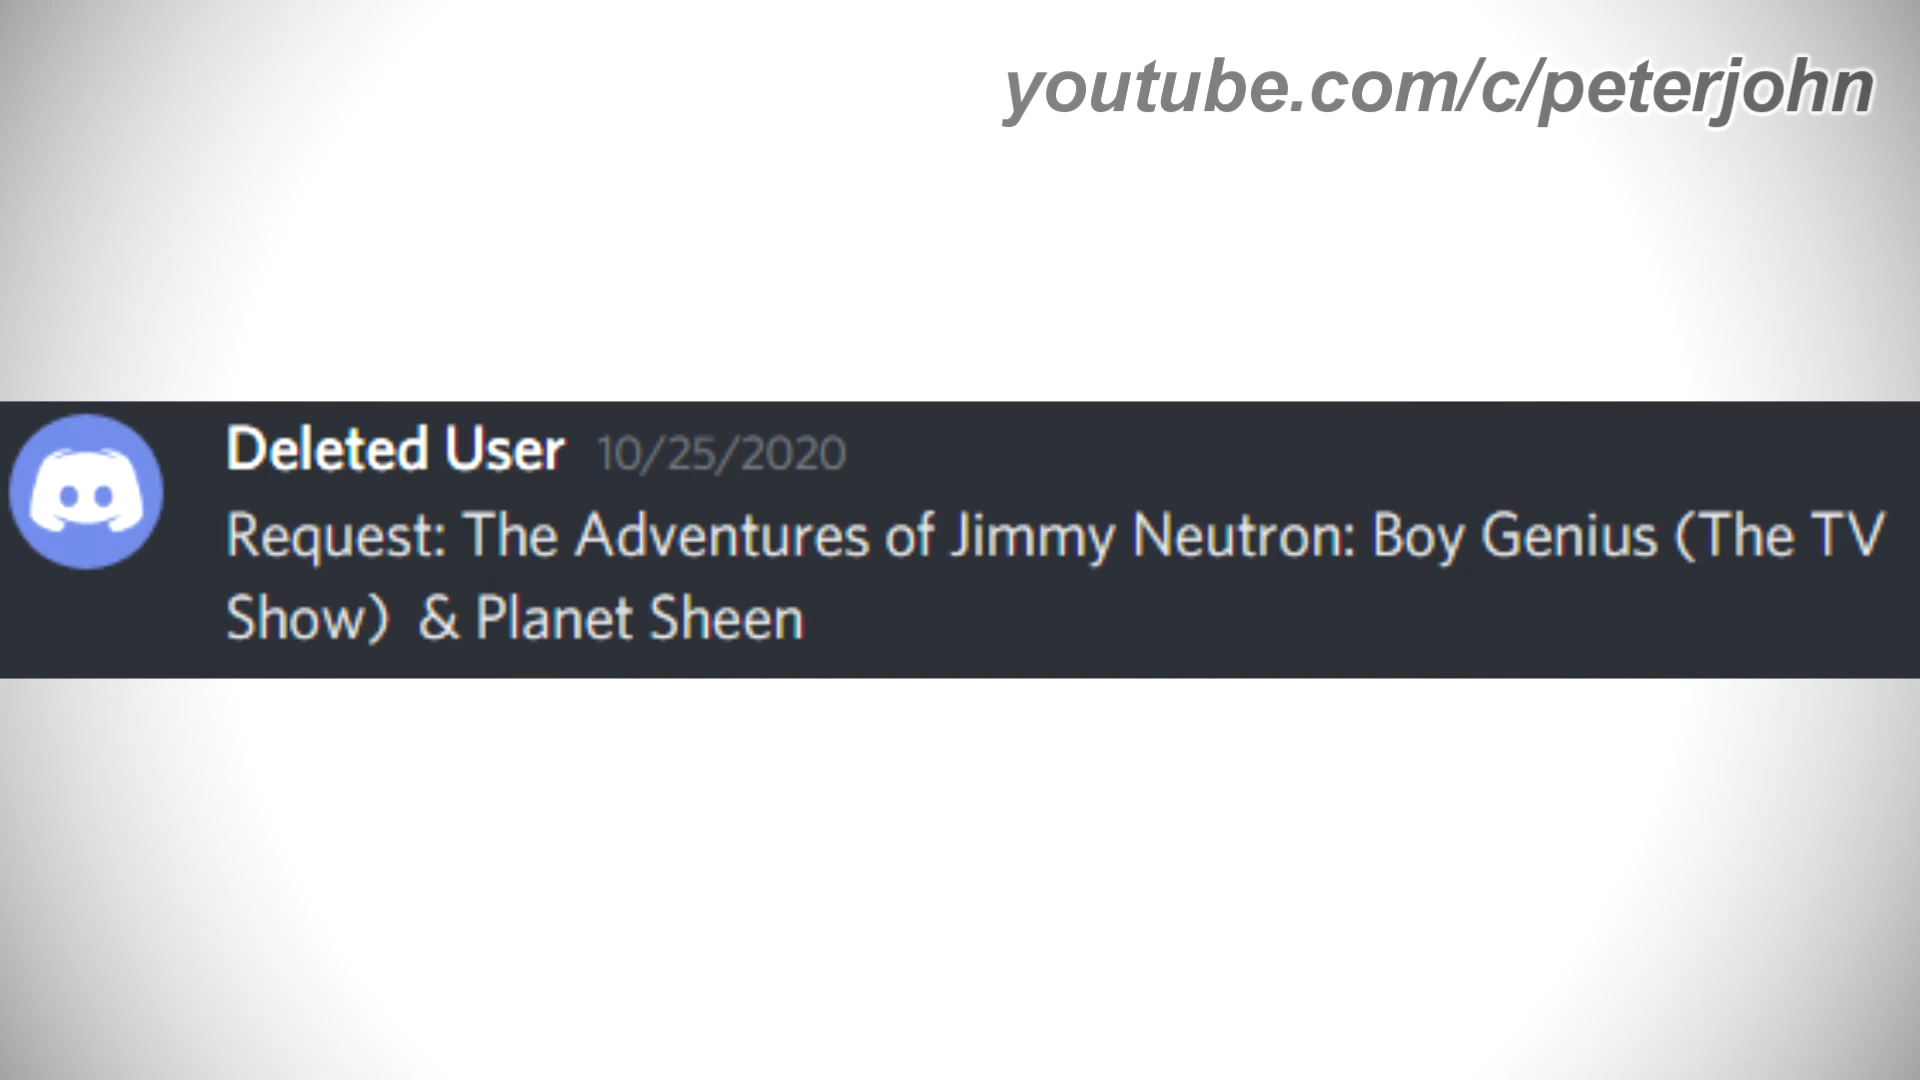 youtube.com/c/peterjohn
Deleted User 10/25/2020
Request: The Adventures of Jimmy Neutron: Boy Genius (The TV
Show) & Planet Sheen